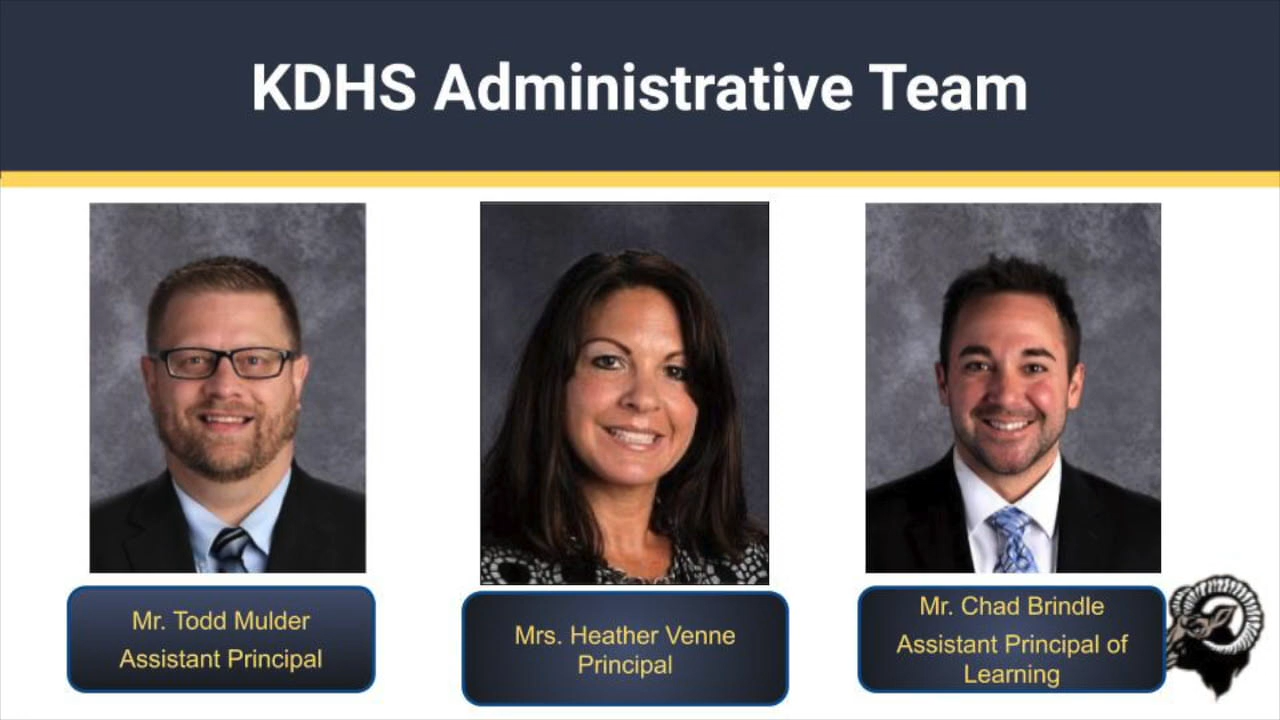 KDHS Administrative Team
Mr. Todd Mulder
Assistant Principal
Mrs. Heather Venne
Principal
Mr. Chad Brindle
Assistant Principal of
Learning